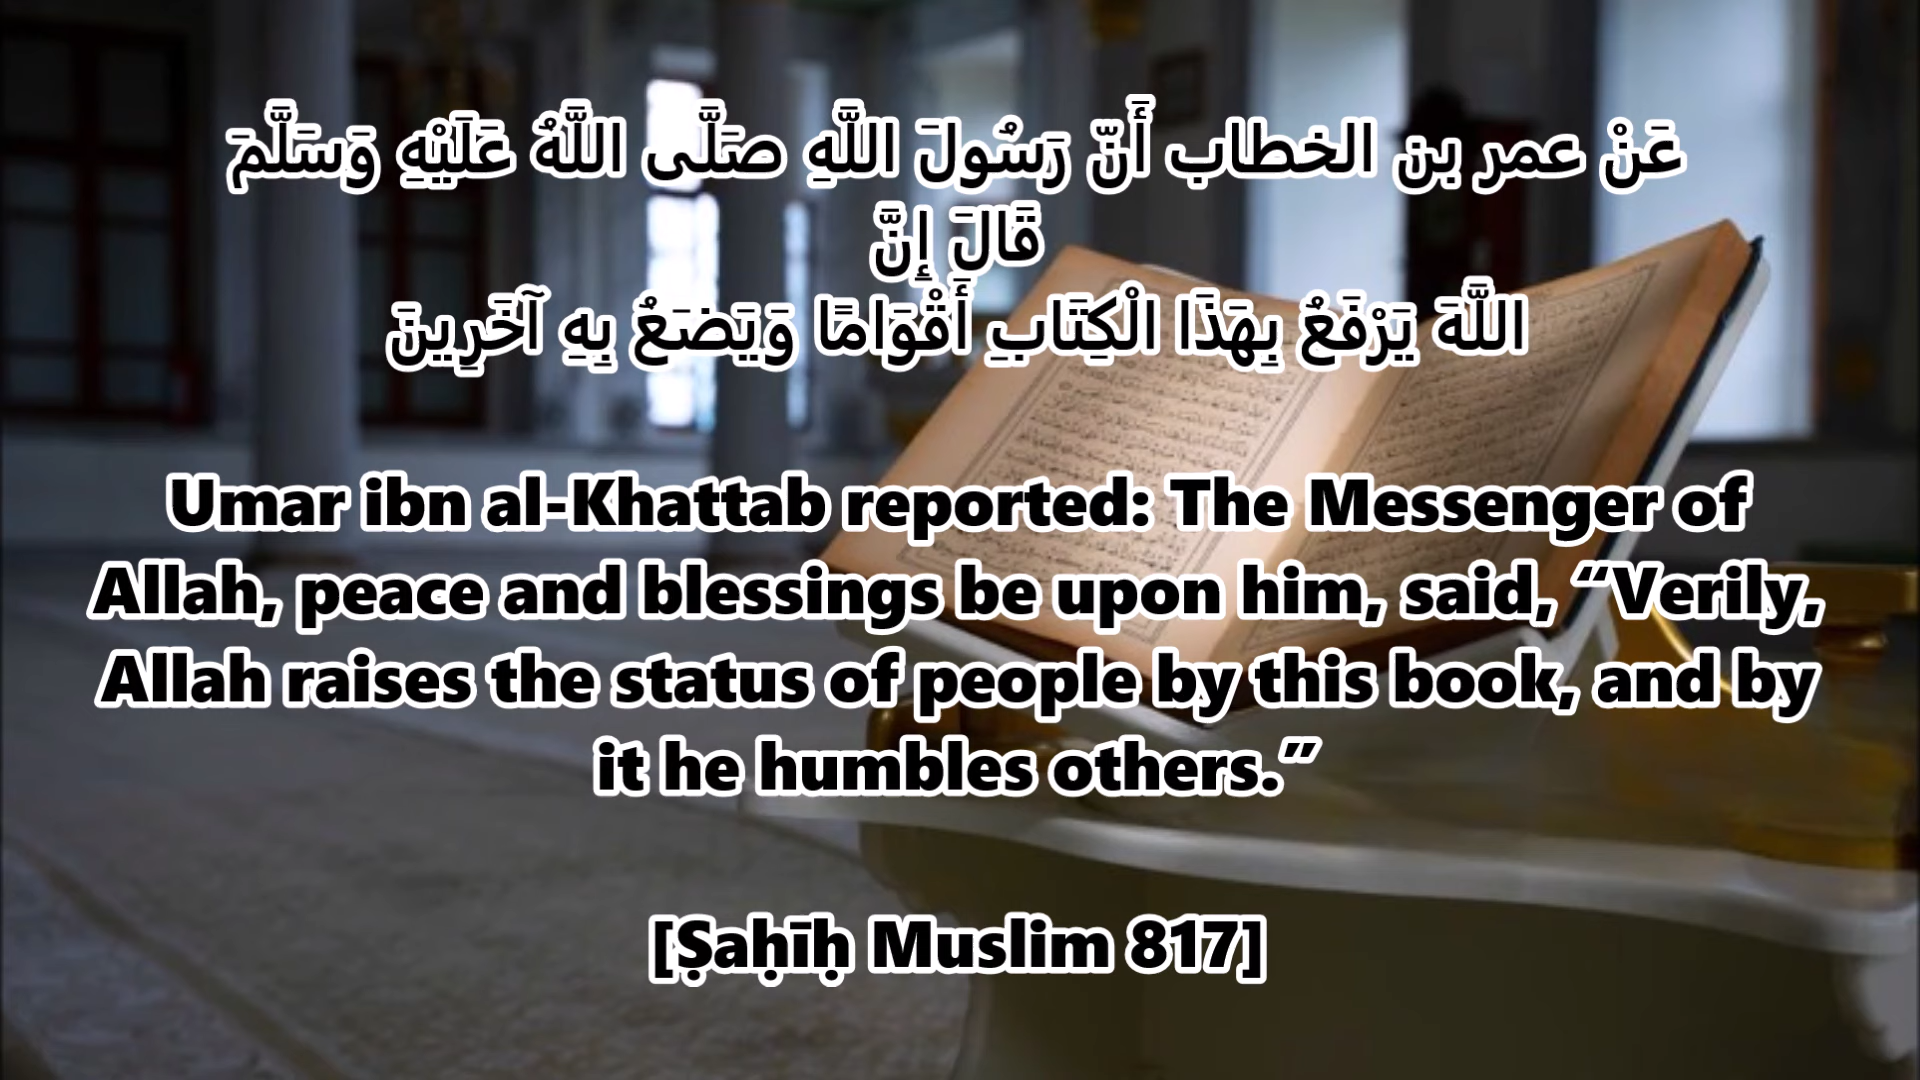 عَنْ عمر بن الخطاب أَنّ رَسُولَ اللَّهِ صَلَّى اللَّهُ عَلَيْهِ وَسَلَّمَ
قَالَ إِنَّ
اللَّهَ يَرْفَعُ بِهَذَا الْكِتَابِ أَقْوَامًا وَيَضَعُ بِهِ آخَرِينَ
Umar ibn al-Khattab reported: The Messenger of
Allah, peace and blessings be upon him, said, “Verily,
Allah raises the status of people by this book, and by
it he humbles others.”
[Ṣaḥīḥ Muslim 817]